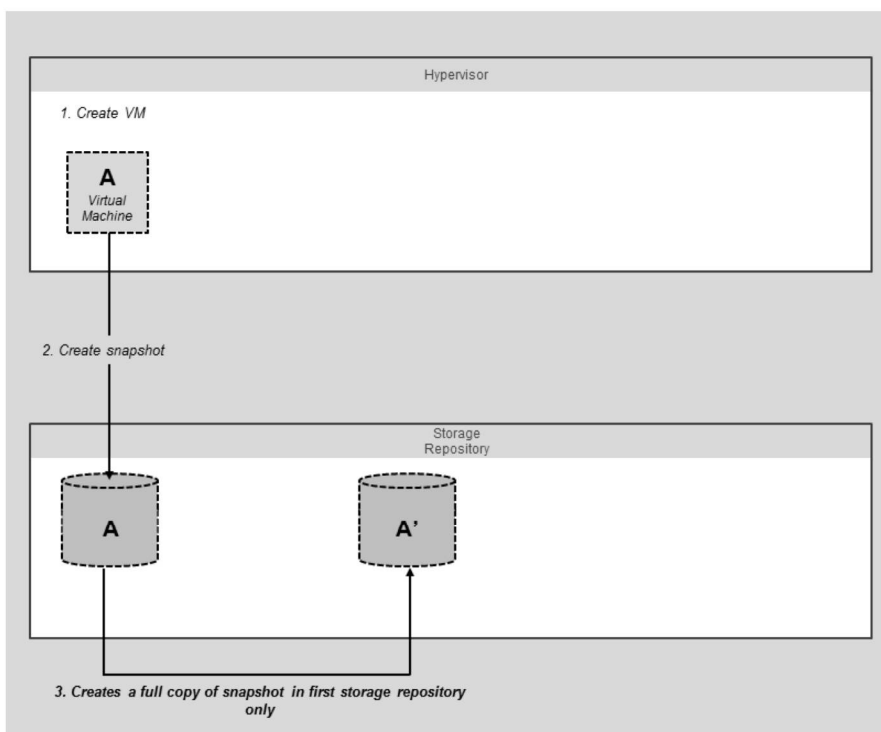 Hypervisor
1. Create VM
A
Virtual
Machine
2. Create snapshot
Storage
Repository
A
A’
3. Creates a full copy of snapshot in first storage repository
only